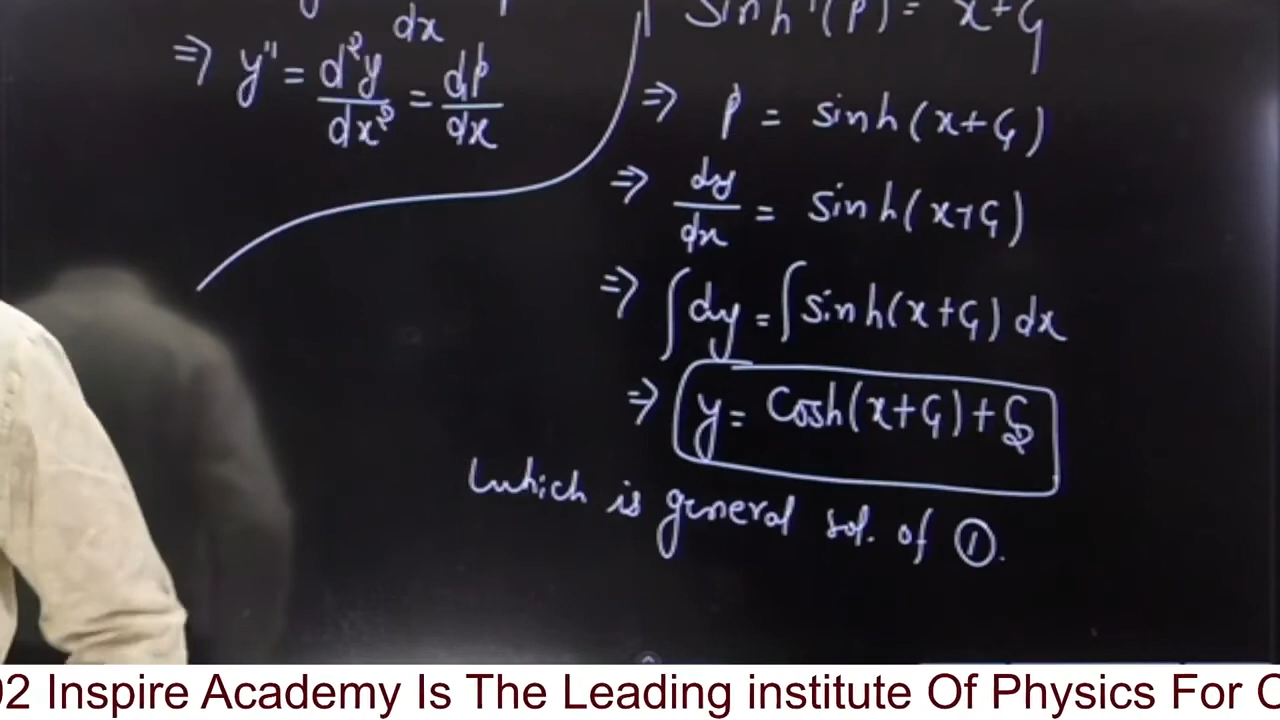 dx
⇒ y" = d²y/dx² = dp/dx
sinh⁻¹(p) = x+C₁
⇒ p = sinh(x+C₁)
⇒ dy/dx = sinh(x+C₁)
⇒ ∫dy = ∫sinh(x+C₁) dx
⇒ y = Cosh(x+C₁)+C₂
which is general sol. of ①.
02 Inspire Academy Is The Leading institute Of Physics For C